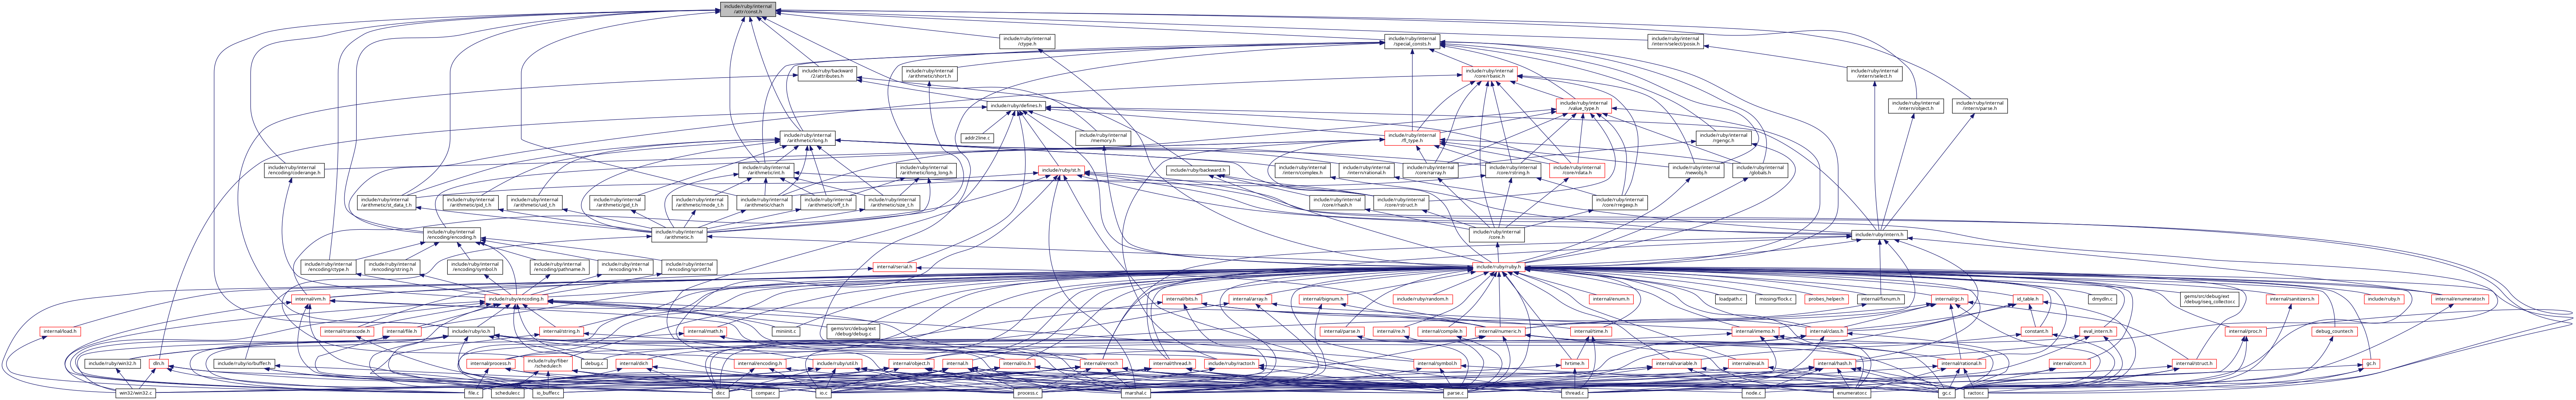 include/ruby/internal
/attr/const.h
include/ruby/internal
/ctype.h
include/ruby/internal
/special_consts.h
include/ruby/internal
/intern/select/posix.h
include/ruby/backward
/2/attributes.h
include/ruby/internal
/arithmetic/short.h
include/ruby/internal
/core/rbasic.h
include/ruby/internal
/intern/select.h
include/ruby/defines.h
include/ruby/internal
/value_type.h
include/ruby/internal
/intern/object.h
include/ruby/internal
/intern/parse.h
include/ruby/internal
/arithmetic/long.h
addr2line.c
include/ruby/internal
/memory.h
include/ruby/internal
/fl_type.h
include/ruby/internal
/rgengc.h
include/ruby/internal
/encoding/coderange.h
include/ruby/internal
/arithmetic/int.h
include/ruby/internal
/arithmetic/long_long.h
include/ruby/st.h
include/ruby/backward.h
include/ruby/internal
/intern/complex.h
include/ruby/internal
/intern/rational.h
include/ruby/internal
/core/rarray.h
include/ruby/internal
/core/rstring.h
include/ruby/internal
/core/rdata.h
include/ruby/internal
/newobj.h
include/ruby/internal
/globals.h
include/ruby/internal
/arithmetic/st_data_t.h
include/ruby/internal
/arithmetic/pid_t.h
include/ruby/internal
/arithmetic/uid_t.h
include/ruby/internal
/arithmetic/gid_t.h
include/ruby/internal
/arithmetic/mode_t.h
include/ruby/internal
/arithmetic/char.h
include/ruby/internal
/arithmetic/off_t.h
include/ruby/internal
/arithmetic/size_t.h
include/ruby/internal
/core/rhash.h
include/ruby/internal
/core/rstruct.h
include/ruby/internal
/core/rregexp.h
include/ruby/internal
/encoding/encoding.h
include/ruby/internal
/arithmetic.h
include/ruby/internal
/core.h
include/ruby/intern.h
include/ruby/internal
/encoding/ctype.h
include/ruby/internal
/encoding/string.h
include/ruby/internal
/encoding/symbol.h
include/ruby/internal
/encoding/pathname.h
include/ruby/internal
/encoding/re.h
include/ruby/internal
/encoding/sprintf.h
internal/serial.h
include/ruby/ruby.h
internal/vm.h
include/ruby/encoding.h
internal/bits.h
internal/array.h
internal/bignum.h
include/ruby/random.h
internal/enum.h
loadpath.c
missing/flock.c
probes_helper.h
internal/fixnum.h
internal/gc.h
id_table.h
dmydln.c
gems/src/debug/ext
/debug/iseq_collector.c
internal/sanitizers.h
include/ruby.h
internal/enumerator.h
internal/load.h
internal/transcode.h
internal/file.h
include/ruby/io.h
internal/string.h
internal/math.h
miniinit.c
gems/src/debug/ext
/debug/debug.c
internal/parse.h
internal/re.h
internal/compile.h
internal/numeric.h
internal/time.h
internal/imemo.h
internal/class.h
constant.h
eval_intern.h
internal/proc.h
debug_counter.h
include/ruby/win32.h
dln.h
include/ruby/io/buffer.h
internal/process.h
include/ruby/fiber
/scheduler.h
debug.c
internal/dir.h
internal/encoding.h
include/ruby/util.h
internal/object.h
internal.h
internal/io.h
internal/error.h
internal/thread.h
include/ruby/ractor.h
internal/symbol.h
hrtime.h
internal/variable.h
internal/eval.h
internal/hash.h
internal/rational.h
internal/cont.h
internal/struct.h
gc.h
win32/win32.c
file.c
scheduler.c
io_buffer.c
dir.c
compar.c
io.c
process.c
marshal.c
parse.c
thread.c
node.c
enumerator.c
gc.c
ractor.c